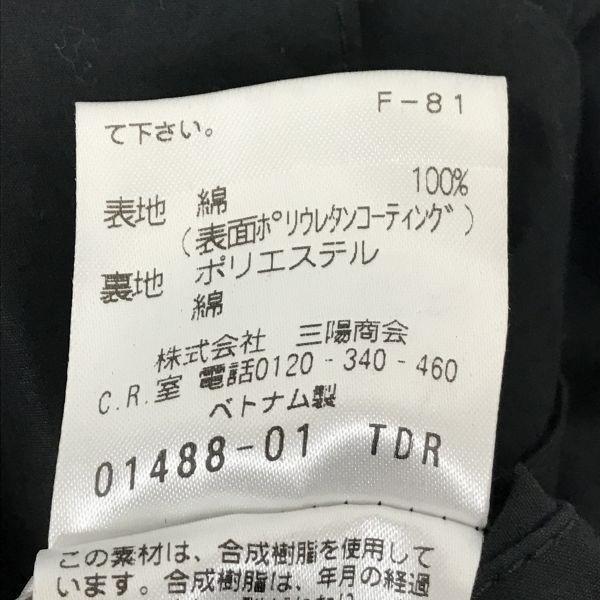 F-81
て下さい。
表地 綿 100%
(表面ポリウレタンコーティング)
裏地 ポリエステル
綿
株式会社 三陽商会
C.R.室 電話0120-340-460
ベトナム製
01488-01 TDR
この素材は、合成樹脂を使用して
います。合成樹脂は、年月の経過